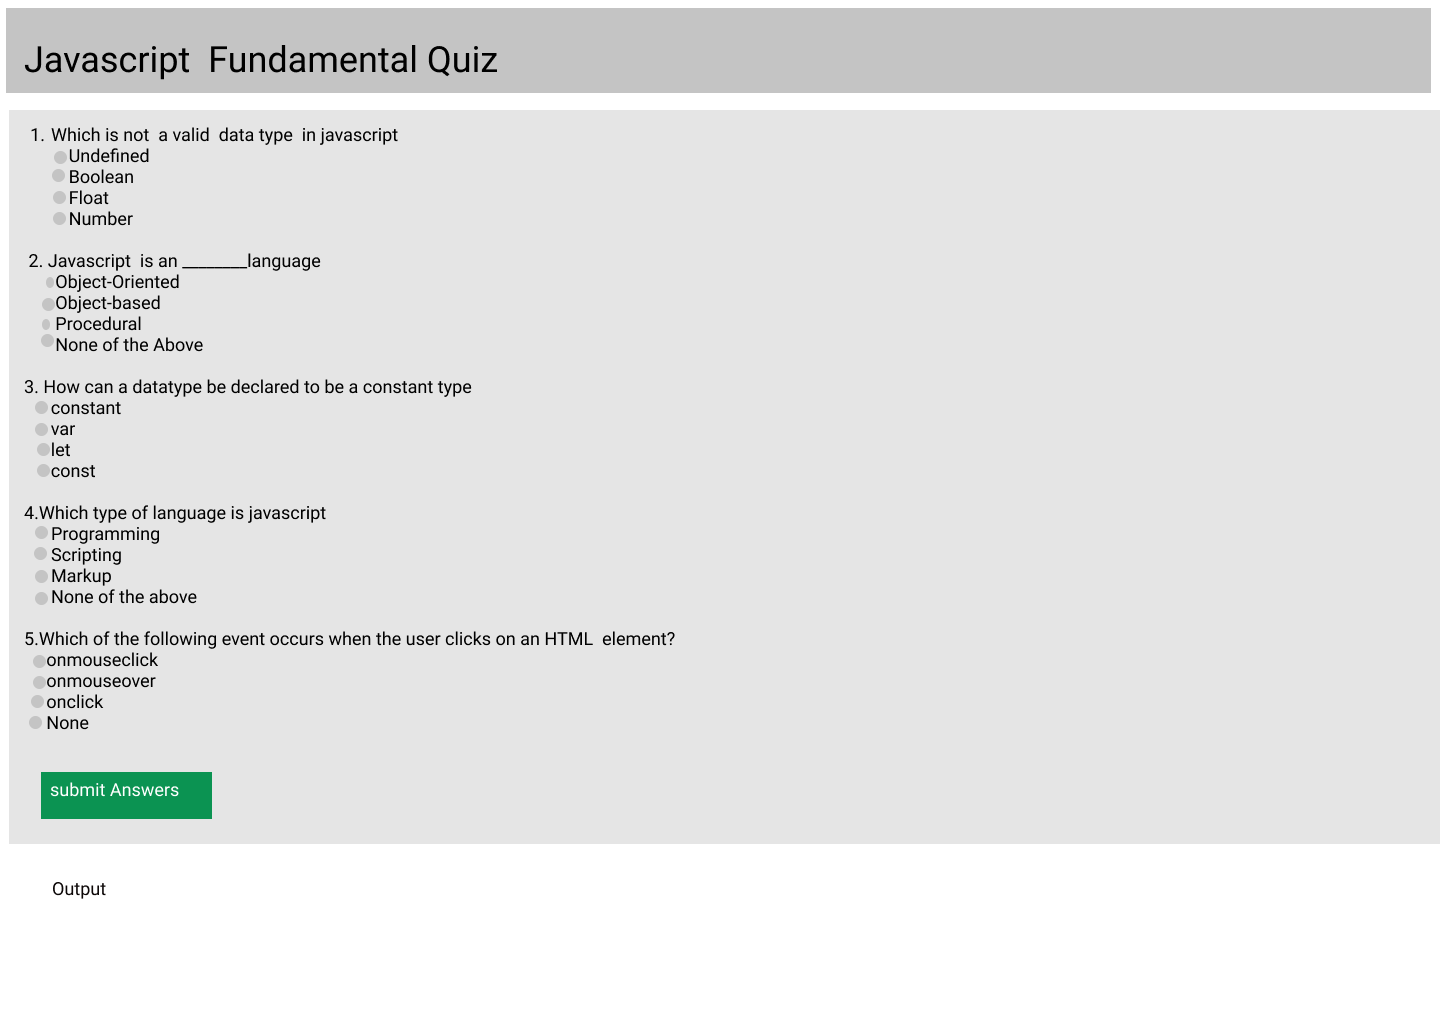 Javascript  Fundamental Quiz
1. Which is not  a valid  data type  in javascript
Undefined
Boolean
Float
Number
2. Javascript  is an _______language
Object-Oriented
Object-based
Procedural
None of the Above
3. How can a datatype be declared to be a constant type
constant
var
let
const
4.Which type of language is javascript
Programming
Scripting
Markup
None of the above
5.Which of the following event occurs when the user clicks on an HTML  element?
onmouseclick
onmouseover
onclick
None
submit Answers
Output